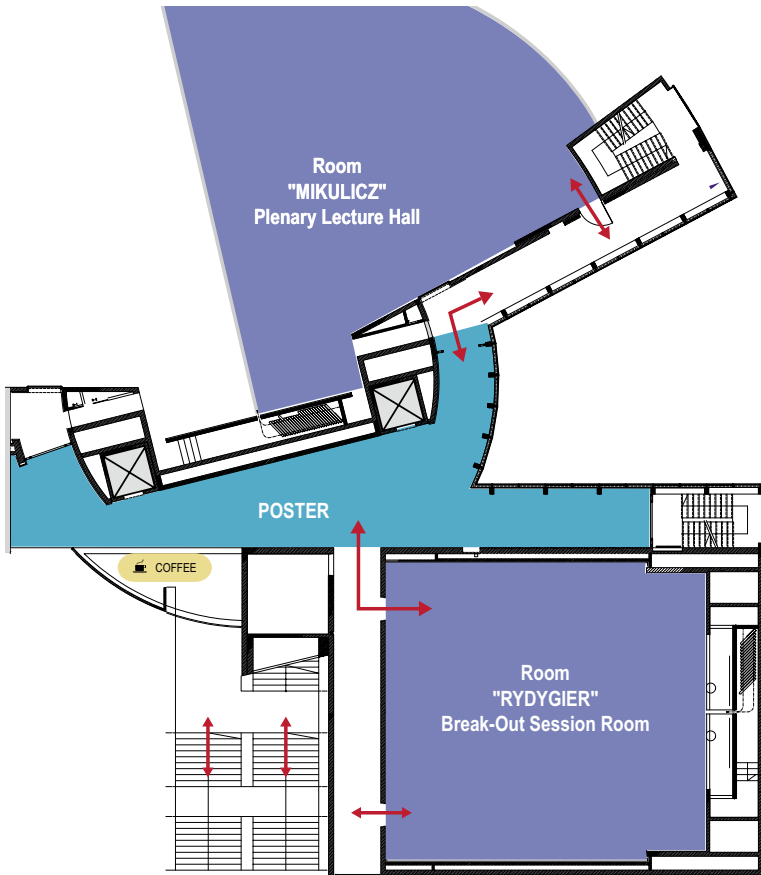 Room
"MIKULICZ"
Plenary Lecture Hall
POSTER
COFFEE
Room
"RYDYGIER"
Break-Out Session Room